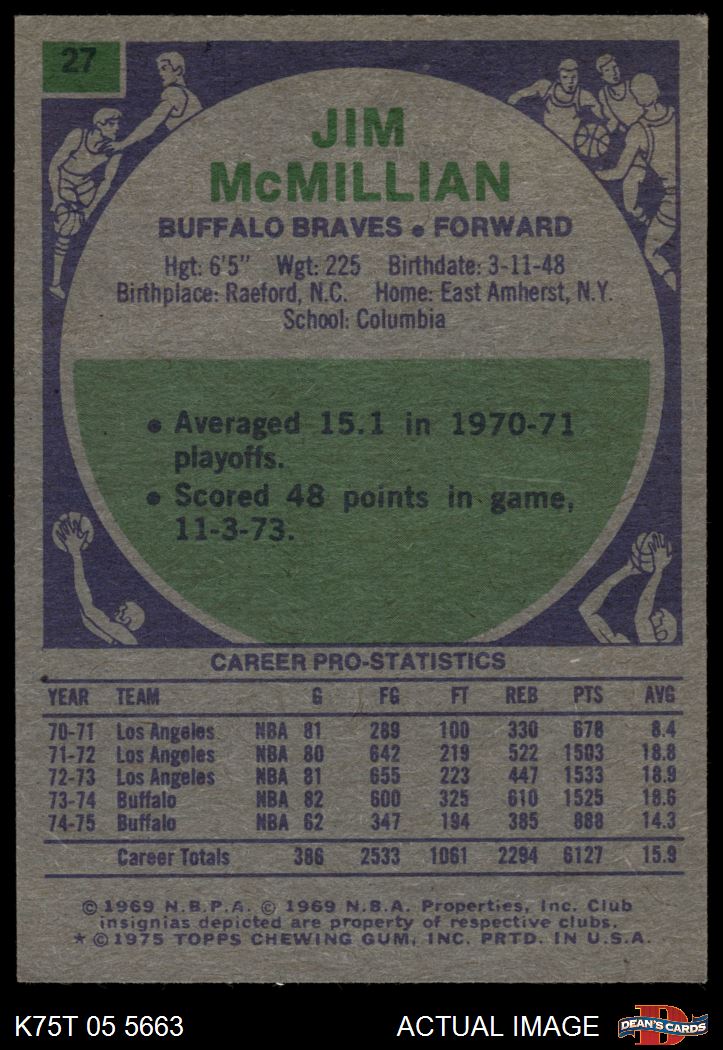 27
JIM
McMILLIAN
BUFFALO BRAVES • FORWARD
Hgt: 6'5" Wgt: 225 Birthdate: 3-11-48
Birthplace: Raeford, N.C. Home: East Amherst, N.Y.
School: Columbia
• Averaged 15.1 in 1970-71
playoffs.
• Scored 48 points in game,
11-3-73.
CAREER PRO-STATISTICS
YEAR TEAM G FG FT REB PTS AVG
70-71 Los Angeles NBA 81 289 100 330 678 8.4
71-72 Los Angeles NBA 80 642 219 522 1503 18.8
72-73 Los Angeles NBA 81 655 223 447 1533 18.9
73-74 Buffalo NBA 82 600 325 610 1525 18.6
74-75 Buffalo NBA 62 347 194 385 888 14.3
Career Totals 386 2533 1061 2294 6127 15.9
© 1969 N.B.P.A. © 1969 N.B.A. Properties, Inc. Club
insignias depicted are property of respective clubs.
* © 1975 TOPPS CHEWING GUM, INC. PRTD. IN U.S.A.
K75T 05 5663 ACTUAL IMAGE
DEAN'S CARDS